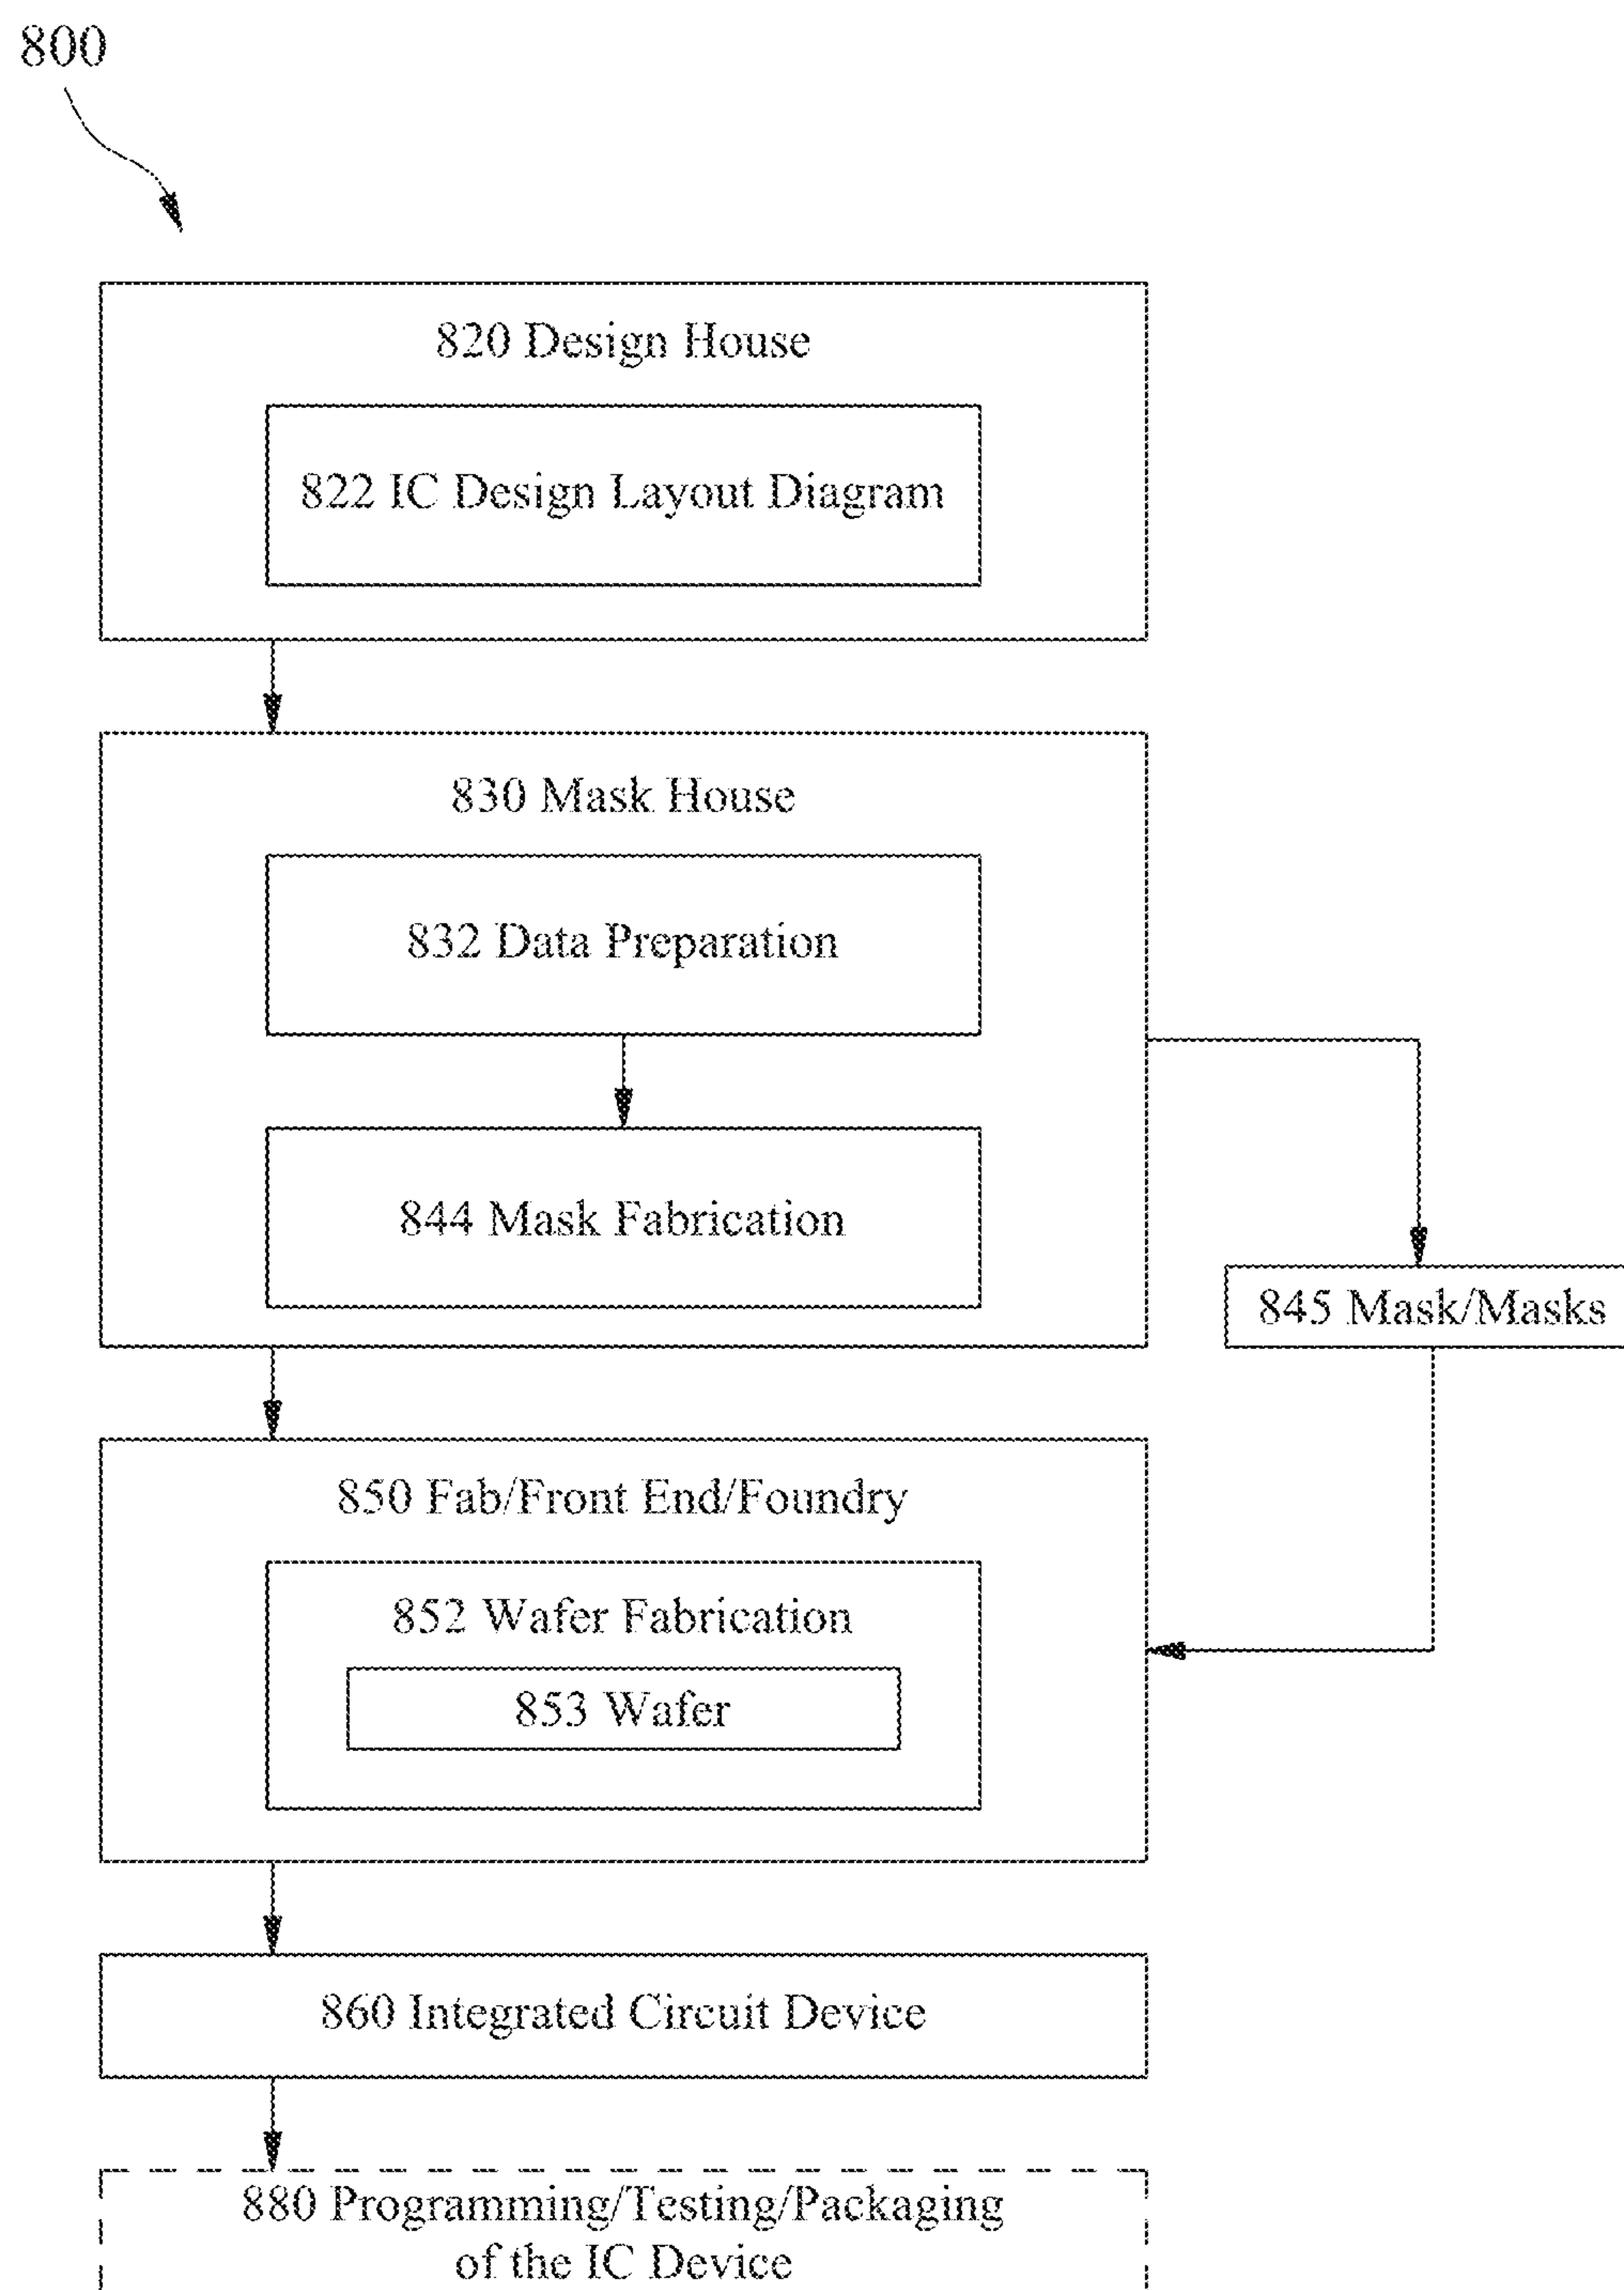 800
820 Design House
822 IC Design Layout Diagram
830 Mask House
832 Data Preparation
844 Mask Fabrication
845 Mask/Masks
850 Fab/Front End/Foundry
852 Wafer Fabrication
853 Wafer
860 Integrated Circuit Device
880 Programming/Testing/Packaging
of the IC Device